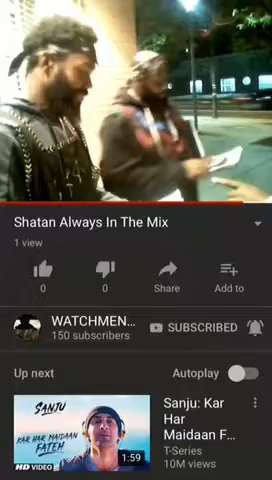 Shatan Always In The Mix
1 view
0
0
Share
Add to
WATCHMEN...
SUBSCRIBED
150 subscribers
Up next
Autoplay
SANJU
KAR HAR MAIDAAN
FATEH
HD VIDEO
1:59
Sanju: Kar
Har
Maidaan F...
T-Series
10M views